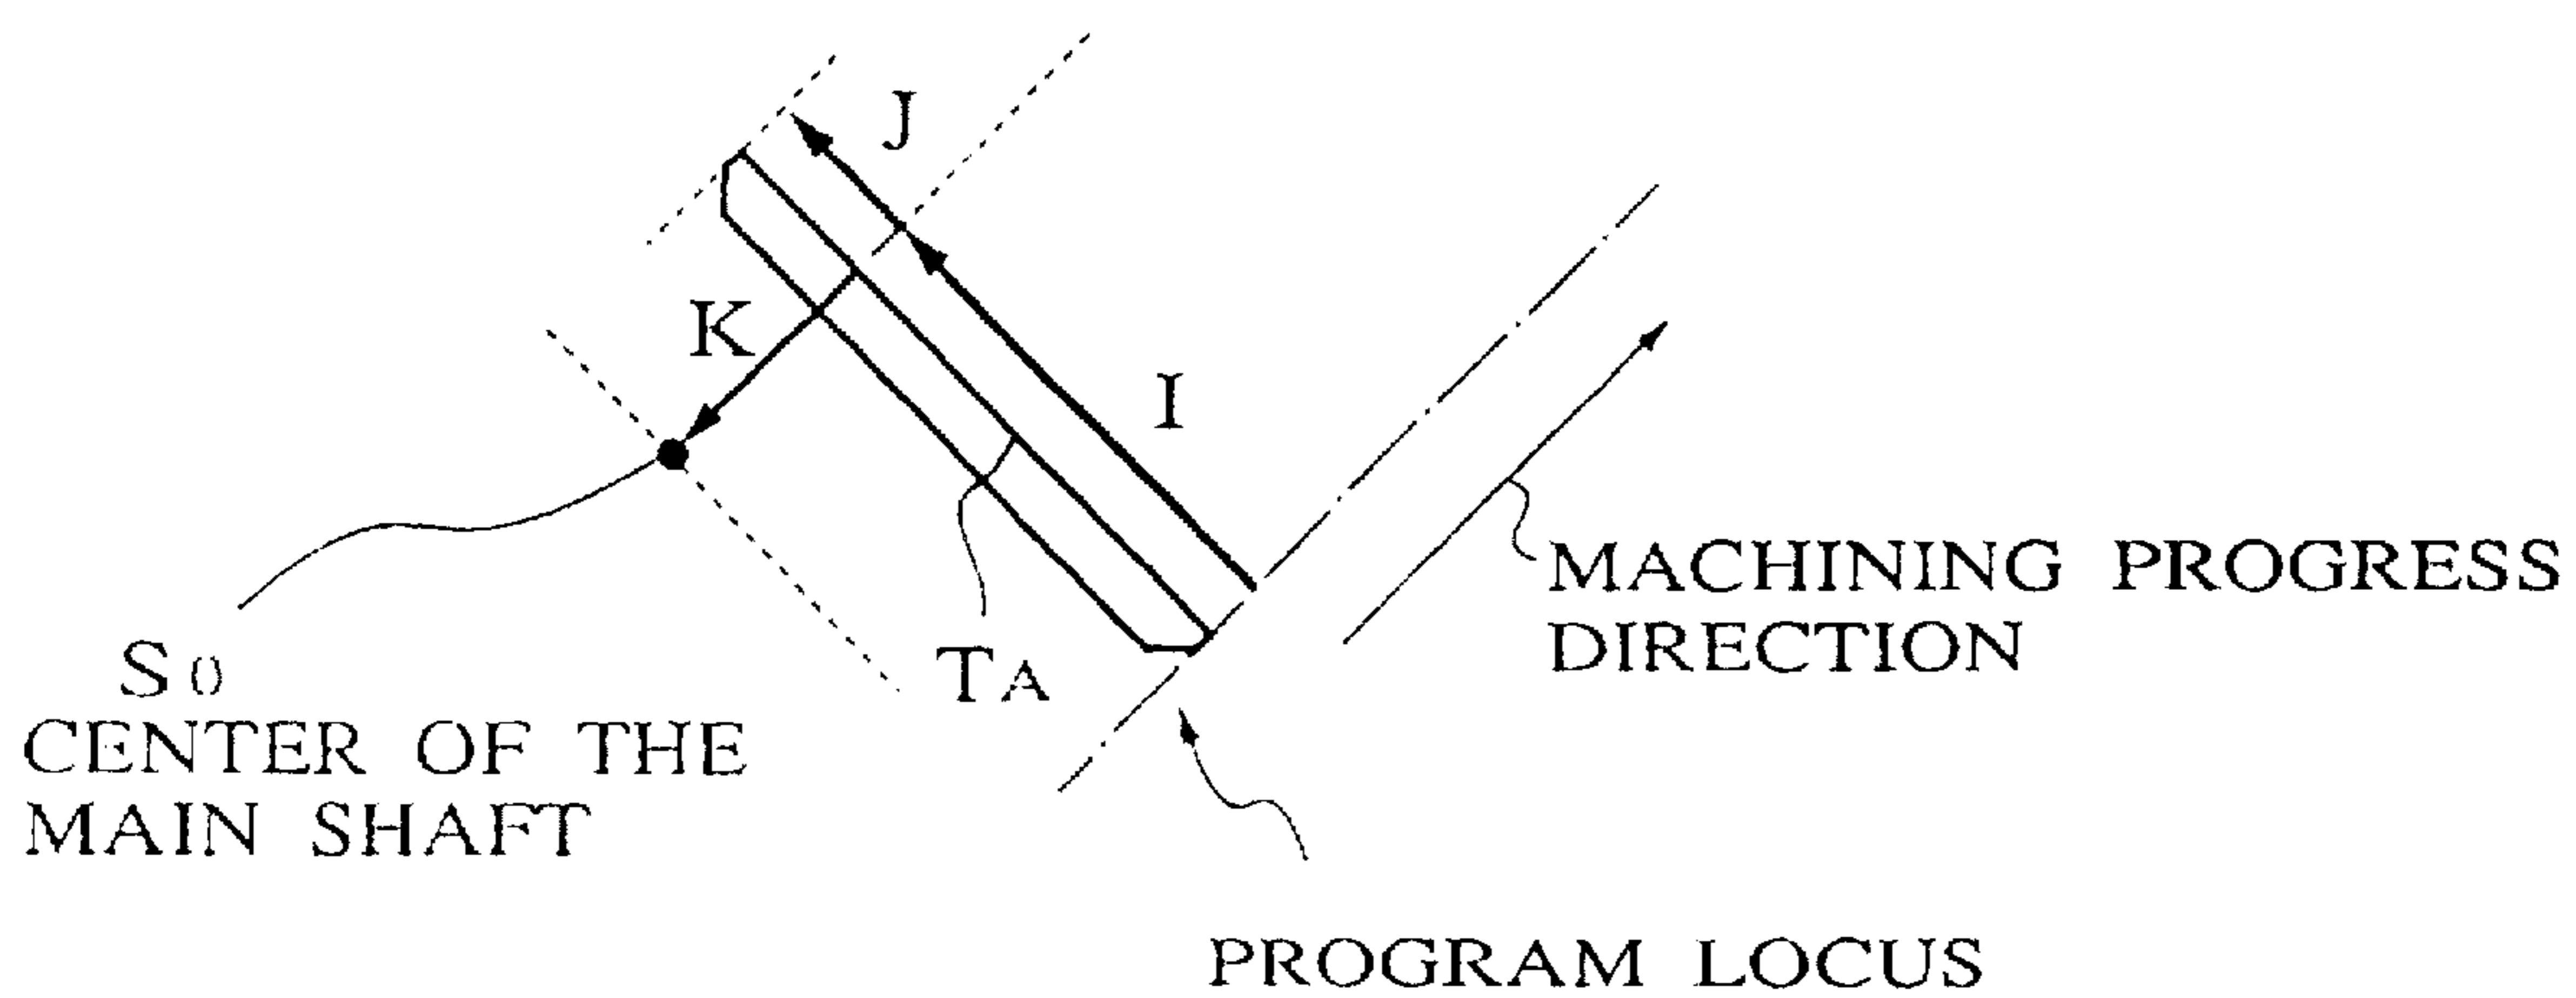 J
K
I
MACHINING PROGRESS
DIRECTION
S0
TA
CENTER OF THE
MAIN SHAFT
PROGRAM LOCUS